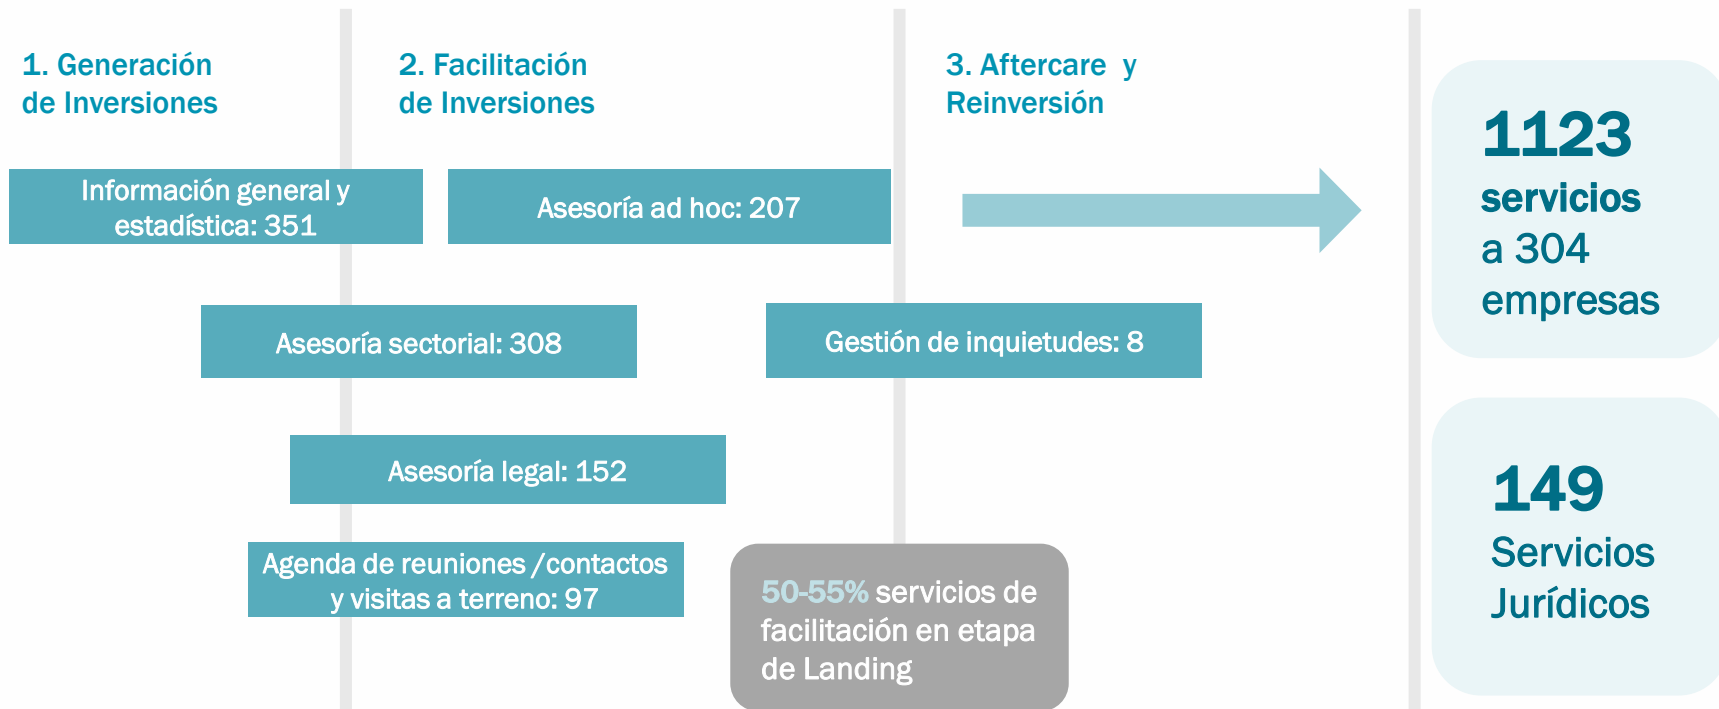 1. Generación
de Inversiones
2. Facilitación
de Inversiones
3. Aftercare y
Reinversión
Información general y
estadística: 351
Asesoría ad hoc: 207
Asesoría sectorial: 308
Gestión de inquietudes: 8
Asesoría legal: 152
Agenda de reuniones /contactos
y visitas a terreno: 97
50-55% servicios de
facilitación en etapa
de Landing
1123
servicios
a 304
empresas
149
Servicios
Jurídicos